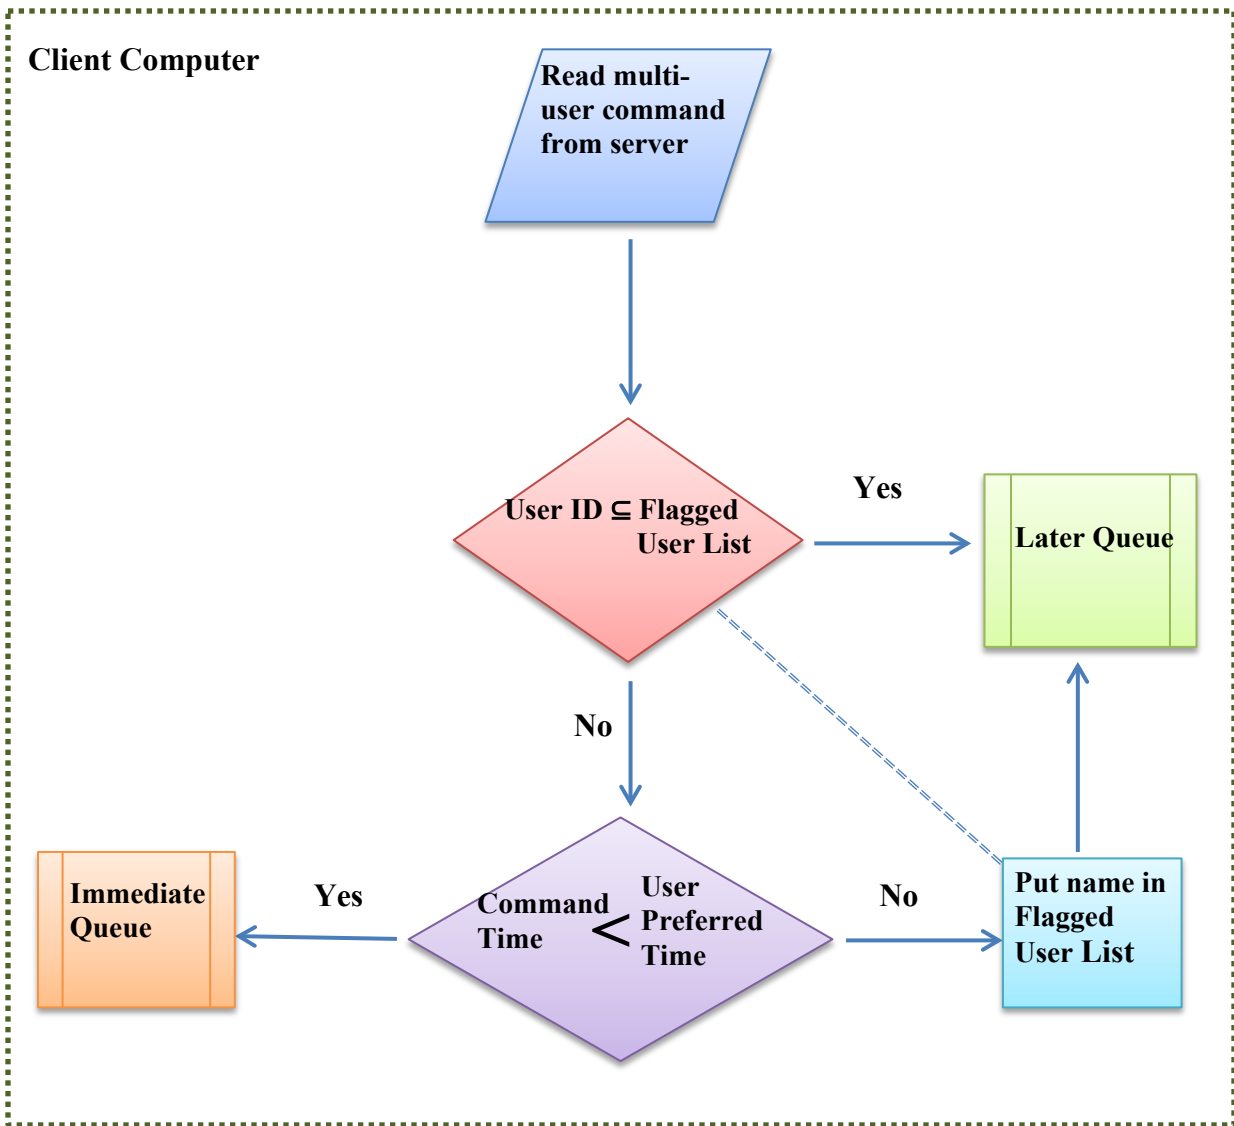 Client Computer
Read multi-
user command
from server
User ID ⊆ Flagged
User List
Yes
Later Queue
No
Immediate
Queue
Yes
Command
Time
<
User
Preferred
Time
No
Put name in
Flagged
User List